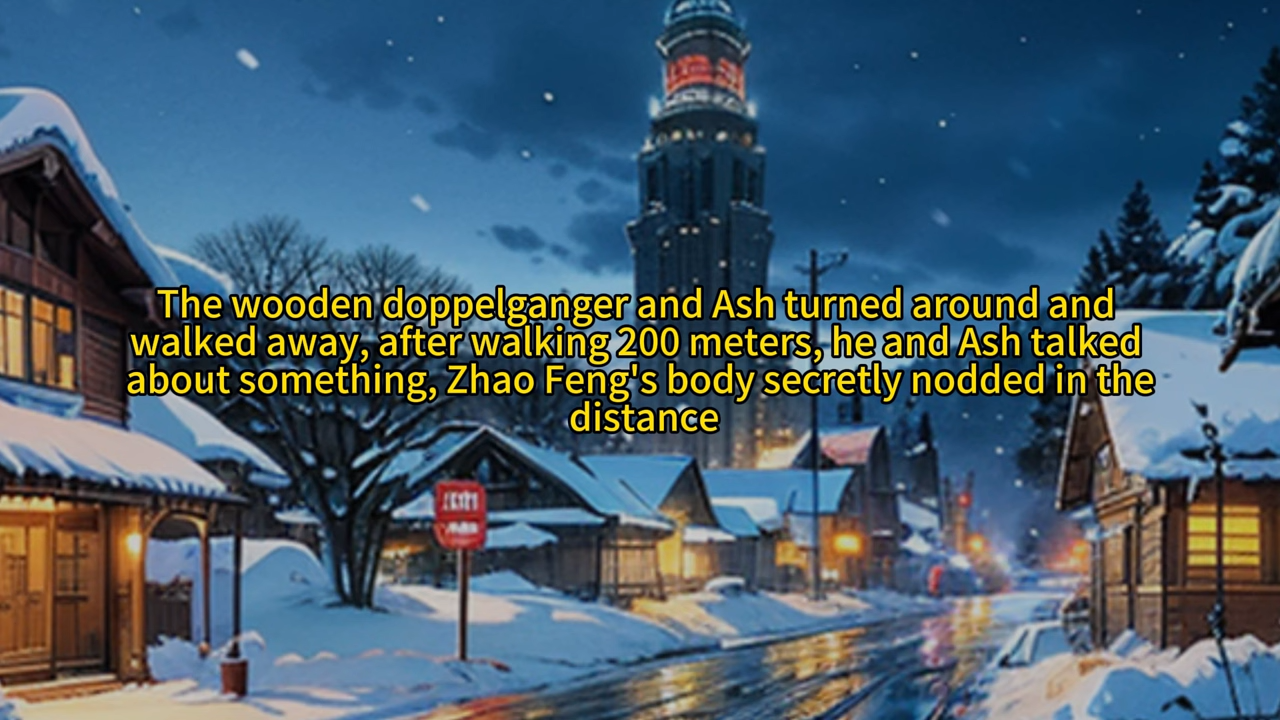 The wooden doppelganger and Ash turned around and
walked away, after walking 200 meters, he and Ash talked
about something, Zhao Feng's body secretly nodded in the
distance